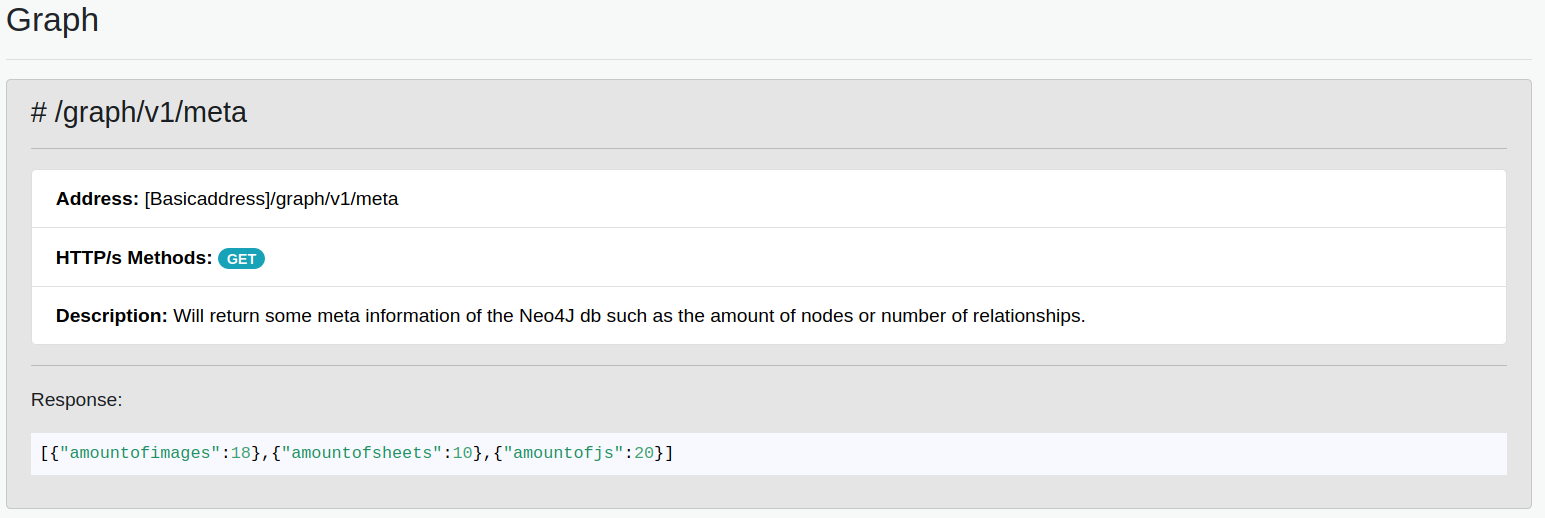 Graph
# /graph/v1/meta
Address: [Basicaddress]/graph/v1/meta
HTTP/s Methods: GET
Description: Will return some meta information of the Neo4J db such as the amount of nodes or number of relationships.
Response:
[{"amountofimages":18},{"amountofsheets":10},{"amountofjs":20}]